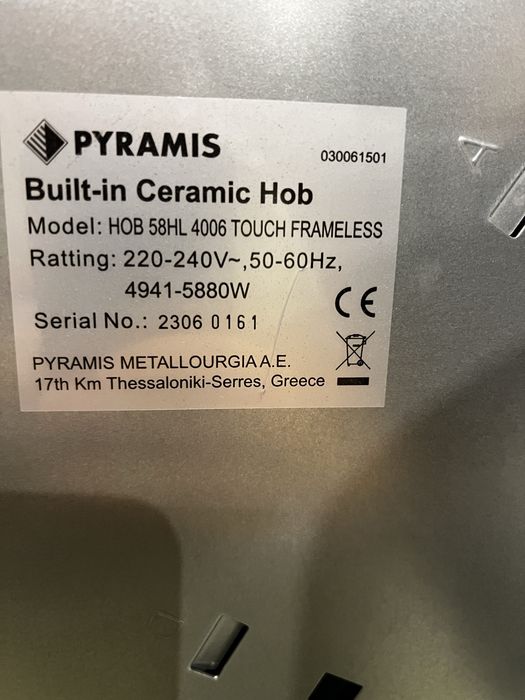 PYRAMIS
030061501
Built-in Ceramic Hob
Model: HOB 58HL 4006 TOUCH FRAMELESS
Ratting: 220-240V~,50-60Hz,
4941-5880W
CE
Serial No.: 2306 0161
PYRAMIS METALLOURGIA A.E.
17th Km Thessaloniki-Serres, Greece